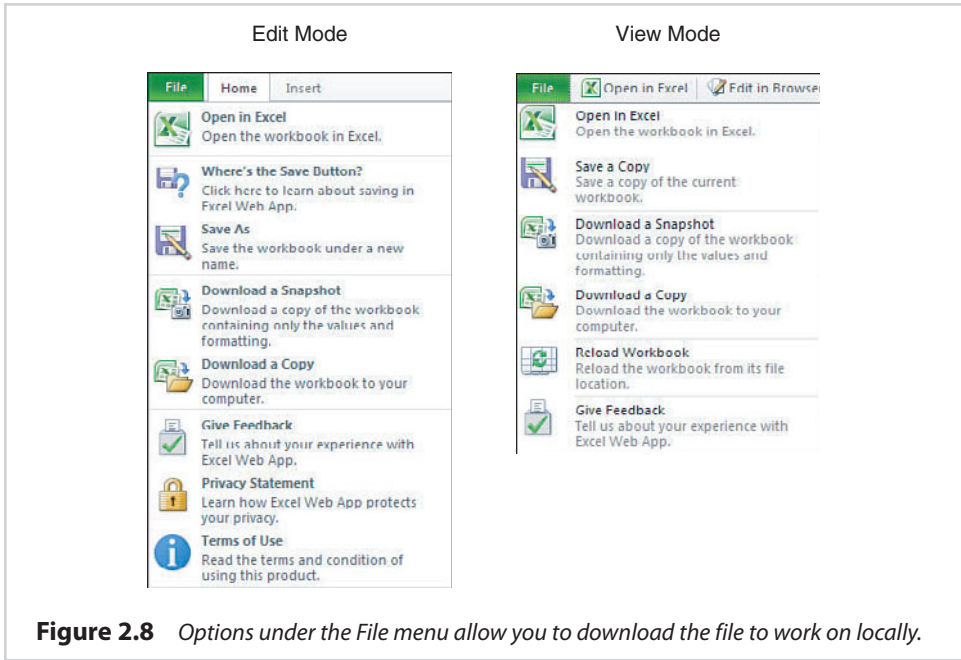 Edit Mode
File Home Insert
Open in Excel
Open the workbook in Excel.
Where's the Save Button?
Click here to learn about saving in
Excel Web App.
Save As
Save the workbook under a new
name.
Download a Snapshot
Download a copy of the workbook
containing only the values and
formatting.
Download a Copy
Download the workbook to your
computer.
Give Feedback
Tell us about your experience with
Excel Web App.
Privacy Statement
Learn how Excel Web App protects
your privacy.
Terms of Use
Read the terms and condition of
using this product.
View Mode
File Open in Excel Edit in Browse
Open in Excel
Open the workbook in Excel.
Save a Copy
Save a copy of the current
workbook.
Download a Snapshot
Download a copy of the workbook
containing only the values and
formatting.
Download a Copy
Download the workbook to your
computer.
Reload Workbook
Reload the workbook from its file
location.
Give Feedback
Tell us about your experience with
Excel Web App.
Figure 2.8 Options under the File menu allow you to download the file to work on locally.